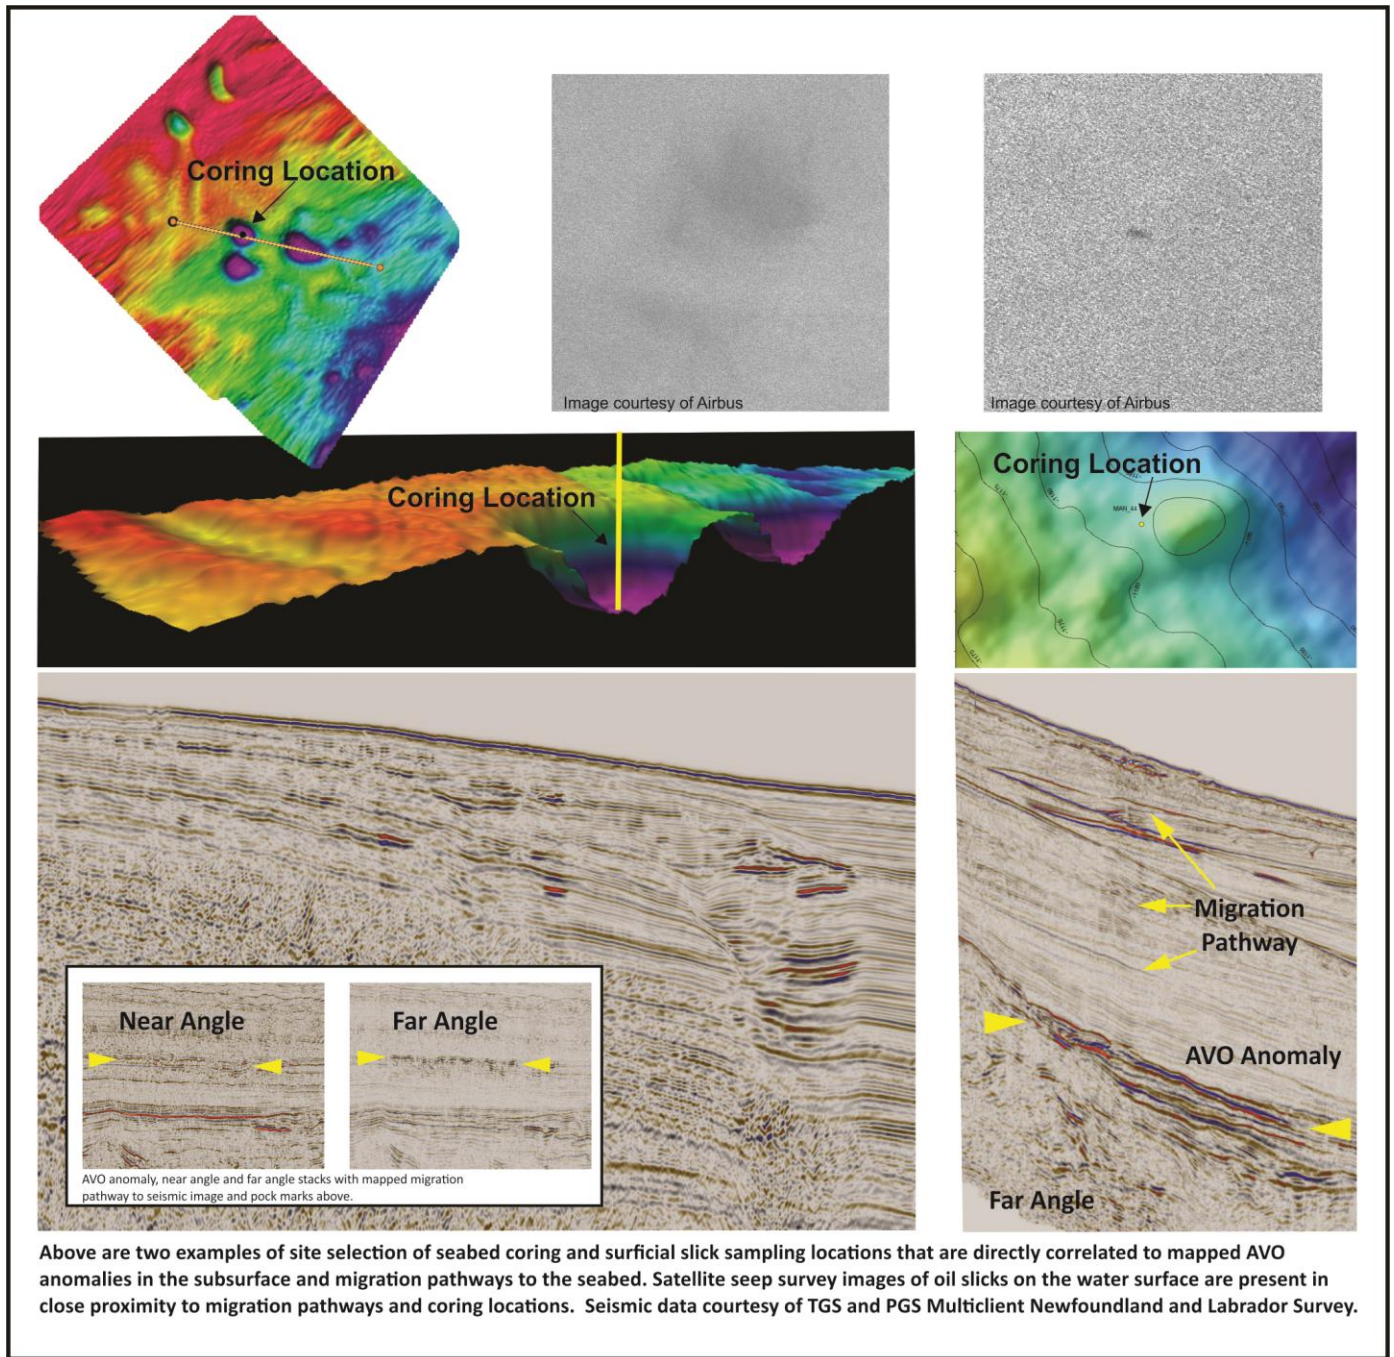 Coring Location
Image courtesy of Airbus
Image courtesy of Airbus
Coring Location
Coring Location
MAN_44
Migration
Pathway
AVO Anomaly
Far Angle
Near Angle
Far Angle
AVO anomaly, near angle and far angle stacks with mapped migration
pathway to seismic image and pock marks above.
Above are two examples of site selection of seabed coring and surficial slick sampling locations that are directly correlated to mapped AVO
anomalies in the subsurface and migration pathways to the seabed. Satellite seep survey images of oil slicks on the water surface are present in
close proximity to migration pathways and coring locations.  Seismic data courtesy of TGS and PGS Multiclient Newfoundland and Labrador Survey.